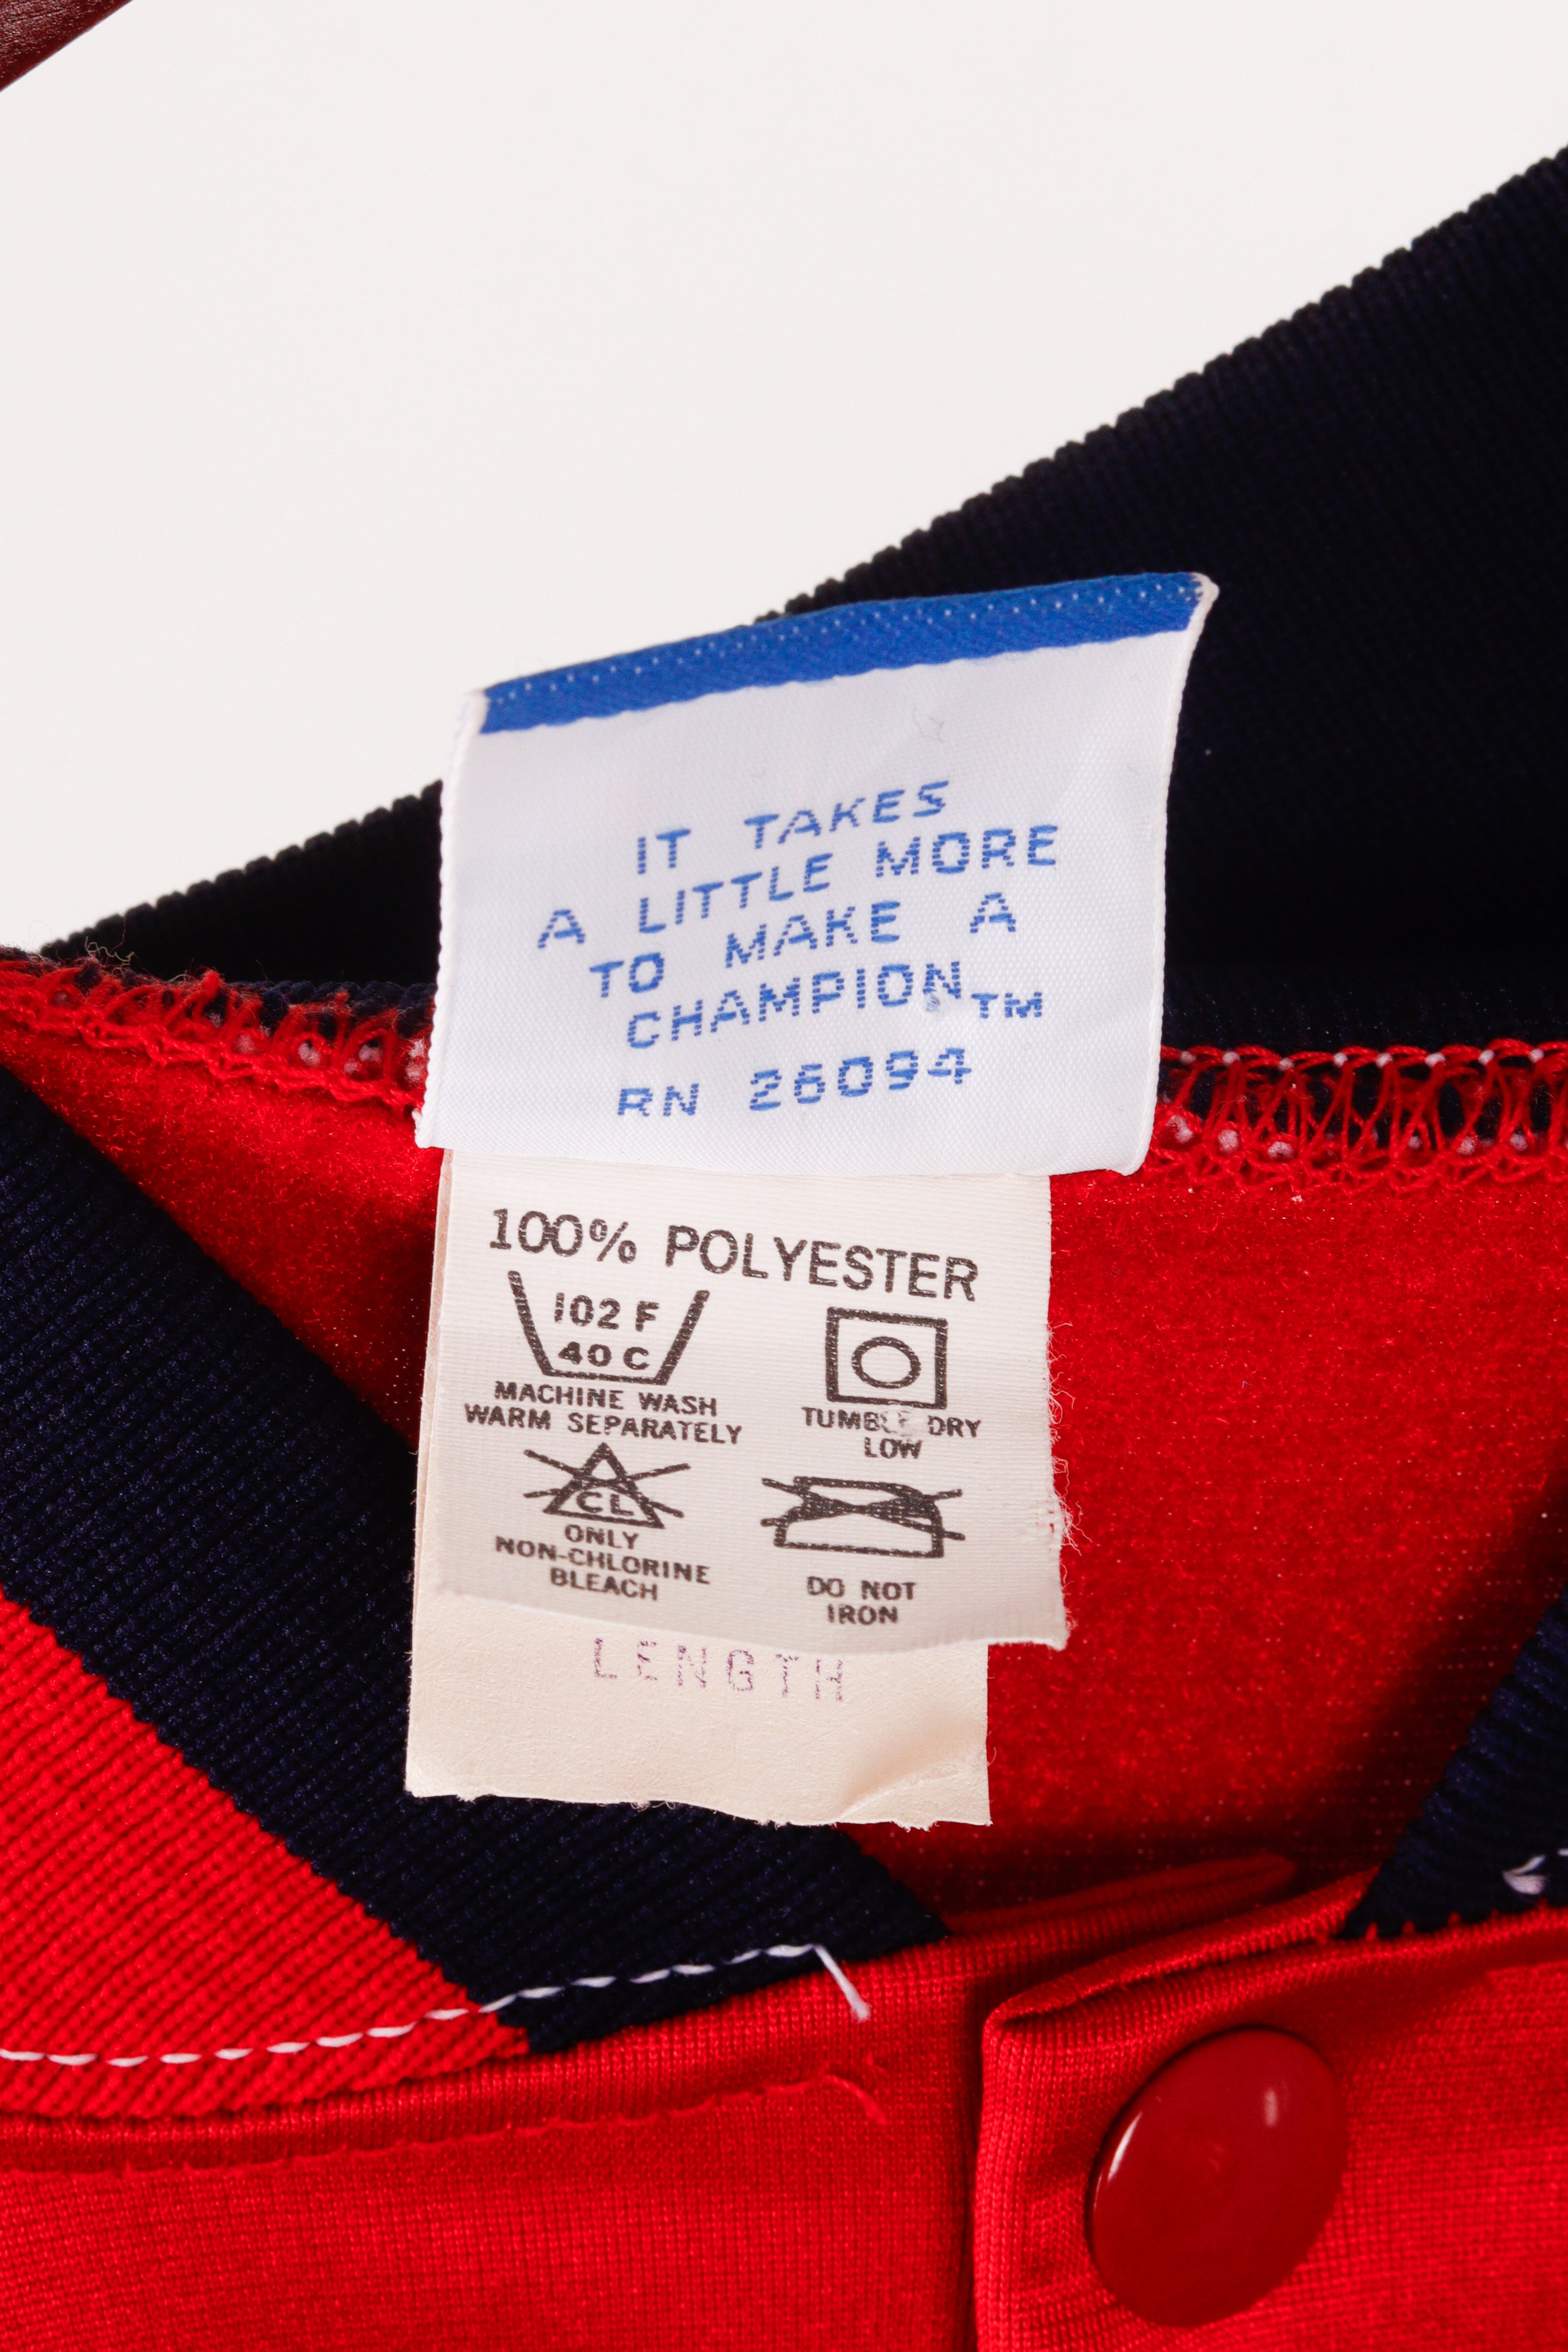 IT TAKES
A LITTLE MORE
TO MAKE A
CHAMPION TM
RN 26094
100% POLYESTER
102 F
40 C
MACHINE WASH
WARM SEPARATELY
TUMBLE DRY
LOW
CL
ONLY
NON-CHLORINE
BLEACH
DO NOT
IRON
LENGTH